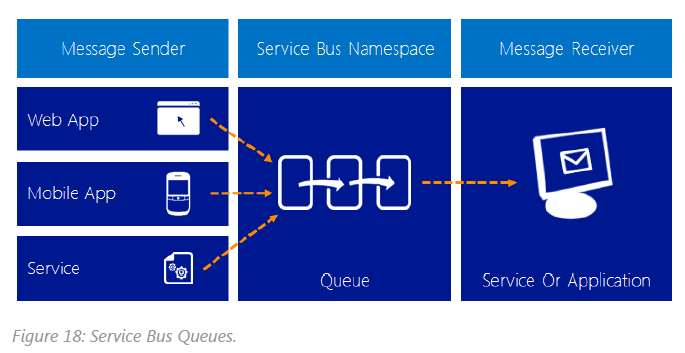 Message Sender
Service Bus Namespace
Message Receiver
Web App
Mobile App
Service
Queue
Service Or Application
Figure 18: Service Bus Queues.